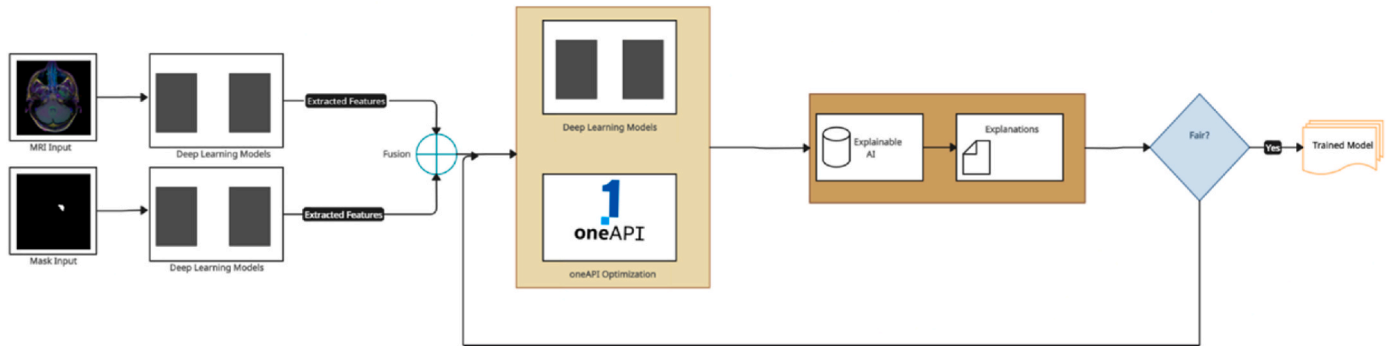 MRI Input
Deep Learning Models
Extracted Features
Mask Input
Deep Learning Models
Extracted Features
Fusion
Deep Learning Models
1
oneAPI
oneAPI Optimization
Explainable
AI
Explanations
Fair?
Yes
Trained Model